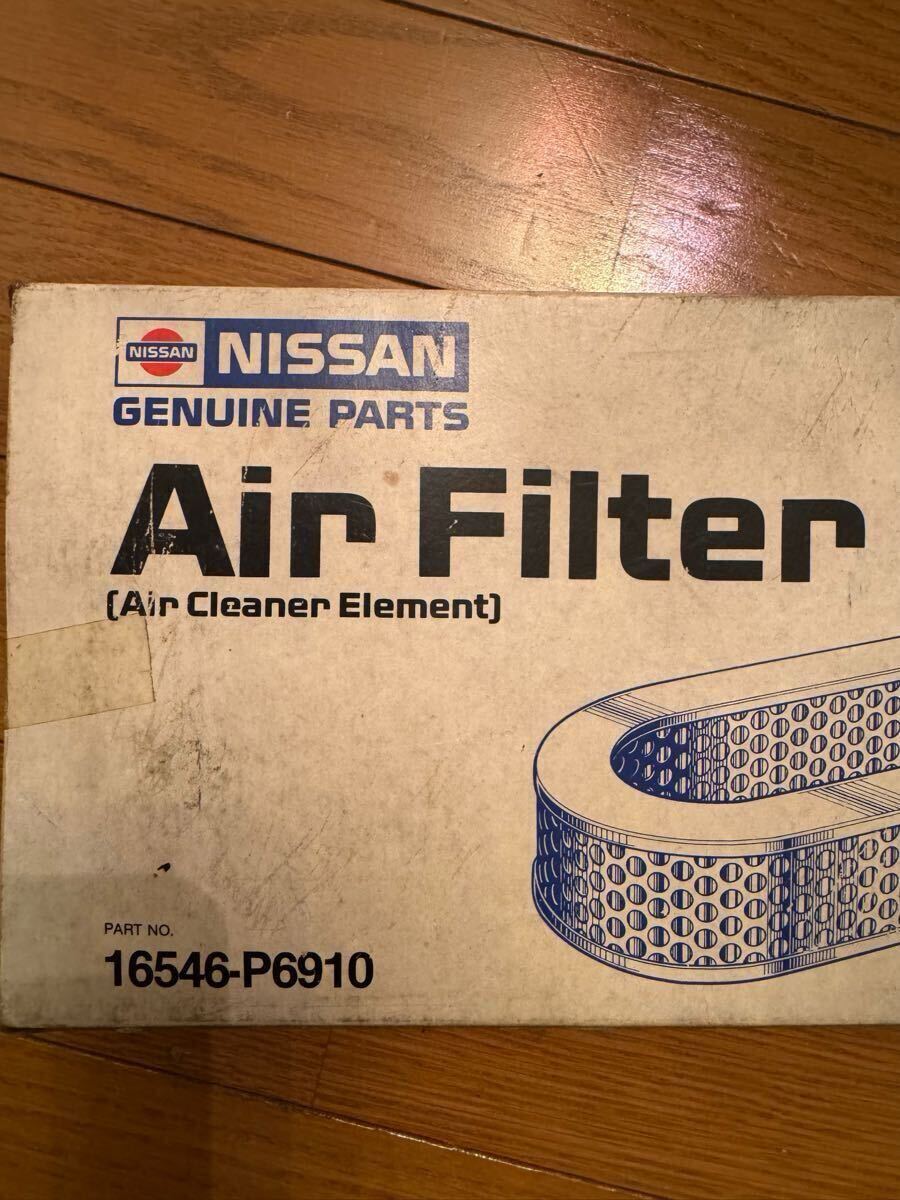 NISSAN NISSAN
GENUINE PARTS
Air Filter
(Air Cleaner Element)
PART NO.
16546-P6910